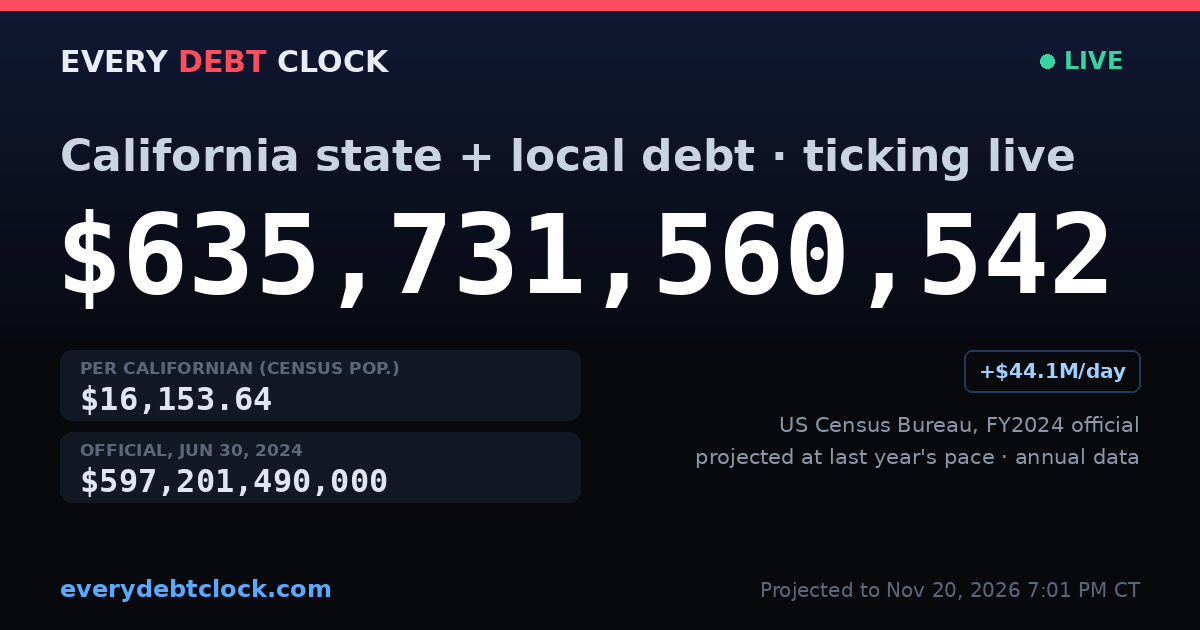 EVERY DEBT CLOCK
LIVE
California state + local debt · ticking live
$635,731,560,542
PER CALIFORNIAN (CENSUS POP.)
$16,153.64
OFFICIAL, JUN 30, 2024
$597,201,490,000
+$44.1M/day
US Census Bureau, FY2024 official
projected at last year's pace · annual data
everydebtclock.com
Projected to Nov 20, 2026 7:01 PM CT